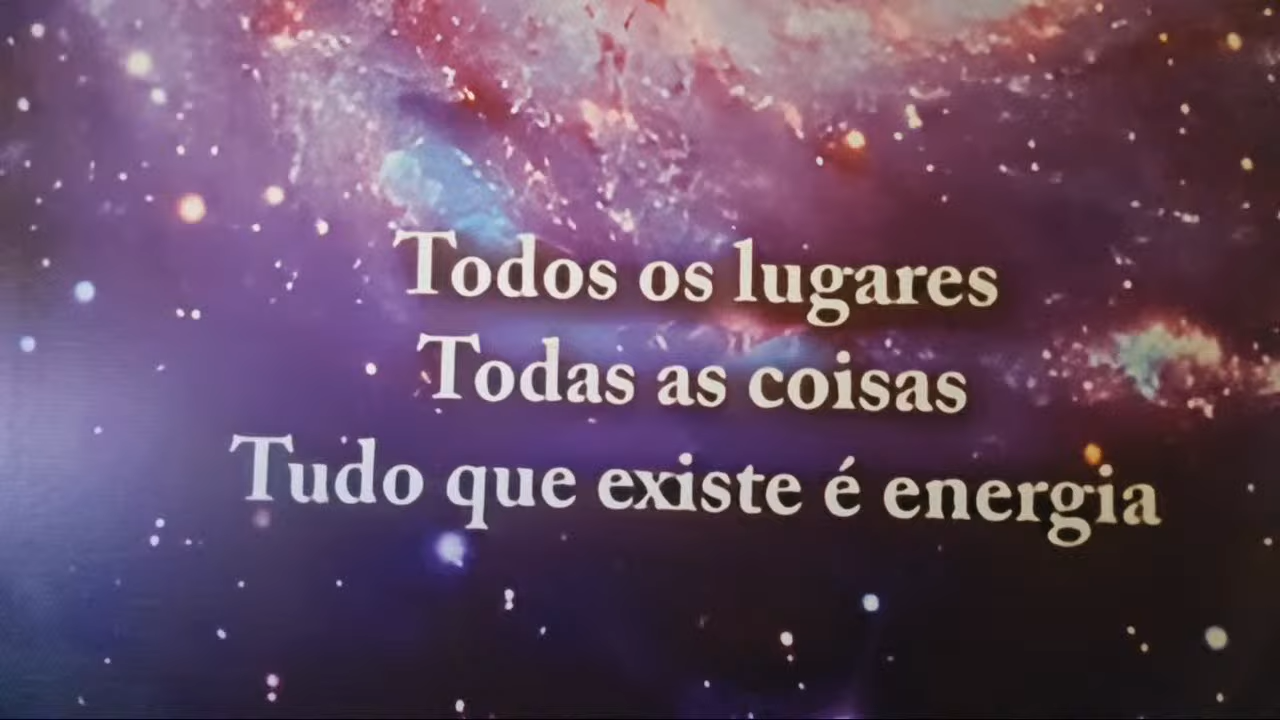 Todos os lugares
Todas as coisas
Tudo que existe é energia